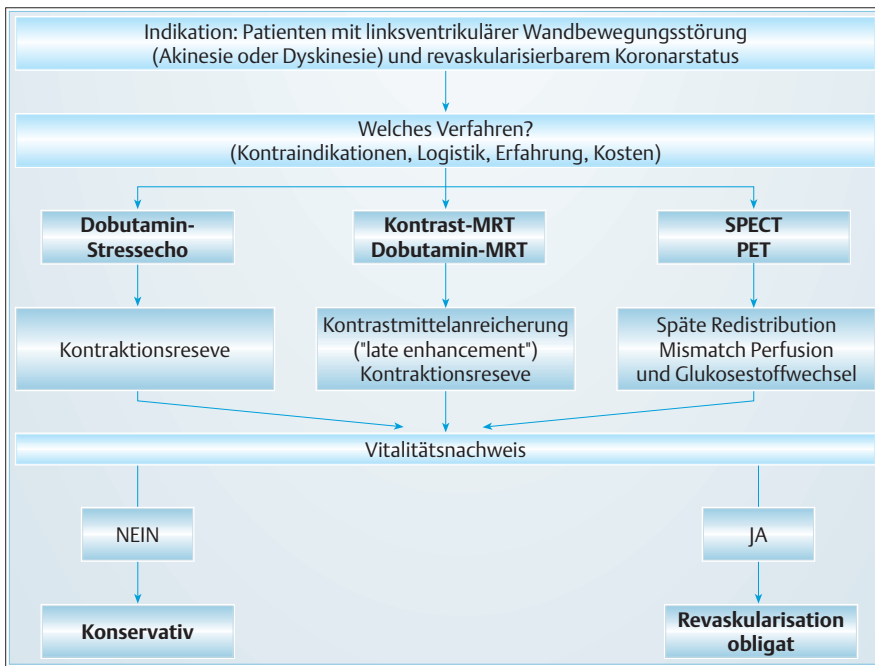 Indikation: Patienten mit linksventrikulärer Wandbewegungsstörung
(Akinesie oder Dyskinesie) und revaskularisierbarem Koronarstatus
Welches Verfahren?
(Kontraindikationen, Logistik, Erfahrung, Kosten)
Dobutamin-
Stressecho
Kontrast-MRT
Dobutamin-MRT
SPECT
PET
Kontraktionsreseve
Kontrastmittelanreicherung
("late enhancement")
Kontraktionsreseve
Späte Redistribution
Mismatch Perfusion
und Glukosestoffwechsel
Vitalitätsnachweis
NEIN
JA
Konservativ
Revaskularisation
obligat